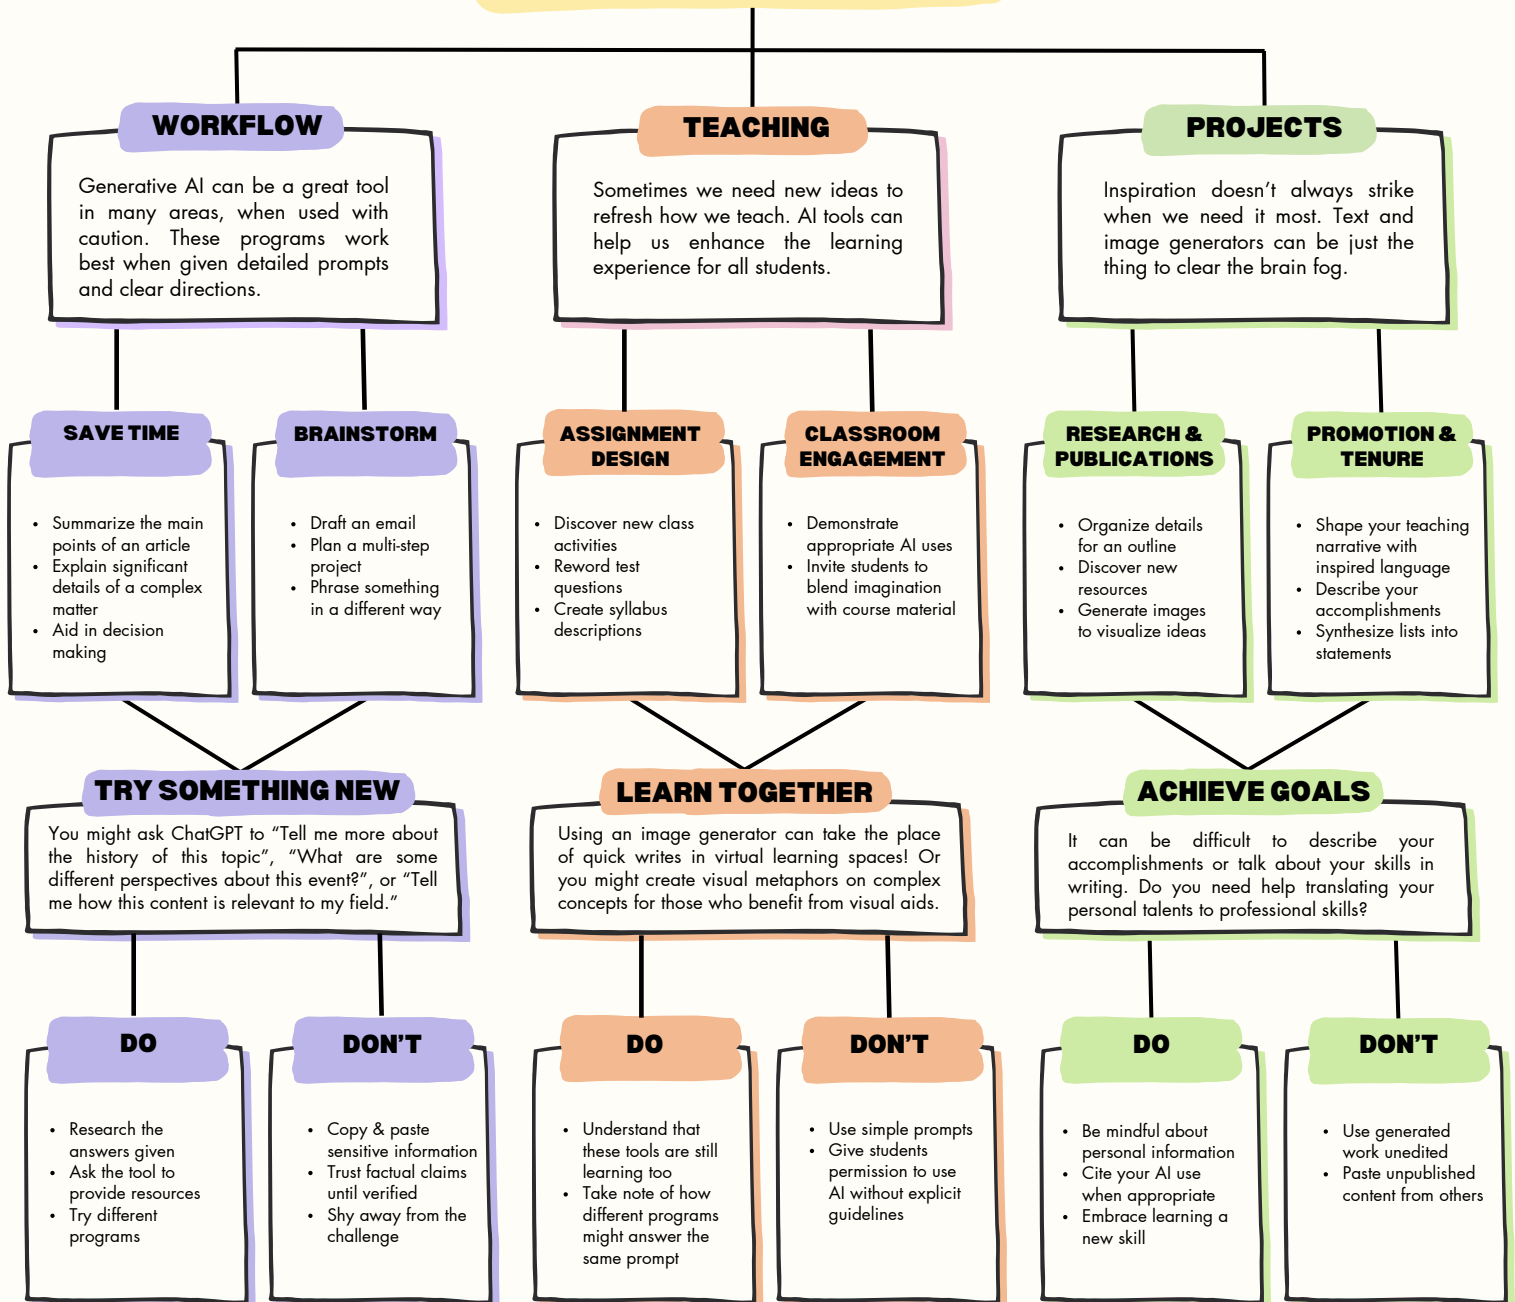 WORKFLOW
Generative AI can be a great tool
in many areas, when used with
caution. These programs work
best when given detailed prompts
and clear directions.
TEACHING
Sometimes we need new ideas to
refresh how we teach. AI tools can
help us enhance the learning
experience for all students.
PROJECTS
Inspiration doesn't always strike
when we need it most. Text and
image generators can be just the
thing to clear the brain fog.
SAVE TIME
• Summarize the main
points of an article
• Explain significant
details of a complex
matter
• Aid in decision
making
BRAINSTORM
• Draft an email
• Plan a multi-step
project
• Phrase something
in a different way
ASSIGNMENT
DESIGN
• Discover new class
activities
• Reword test
questions
• Create syllabus
descriptions
CLASSROOM
ENGAGEMENT
• Demonstrate
appropriate AI uses
• Invite students to
blend imagination
with course material
RESEARCH &
PUBLICATIONS
• Organize details
for an outline
• Discover new
resources
• Generate images
to visualize ideas
PROMOTION &
TENURE
• Shape your teaching
narrative with
inspired language
• Describe your
accomplishments
• Synthesize lists into
statements
TRY SOMETHING NEW
You might ask ChatGPT to “Tell me more about
the history of this topic”, “What are some
different perspectives about this event?”, or “Tell
me how this content is relevant to my field.”
LEARN TOGETHER
Using an image generator can take the place
of quick writes in virtual learning spaces! Or
you might create visual metaphors on complex
concepts for those who benefit from visual aids.
ACHIEVE GOALS
It can be difficult to describe your
accomplishments or talk about your skills in
writing. Do you need help translating your
personal talents to professional skills?
DO
• Research the
answers given
• Ask the tool to
provide resources
• Try different
programs
DON'T
• Copy & paste
sensitive information
• Trust factual claims
until verified
• Shy away from the
challenge
DO
• Understand that
these tools are still
learning too
• Take note of how
different programs
might answer the
same prompt
DON'T
• Use simple prompts
• Give students
permission to use
AI without explicit
guidelines
DO
• Be mindful about
personal information
• Cite your AI use
when appropriate
• Embrace learning a
new skill
DON'T
• Use generated
work unedited
• Paste unpublished
content from others